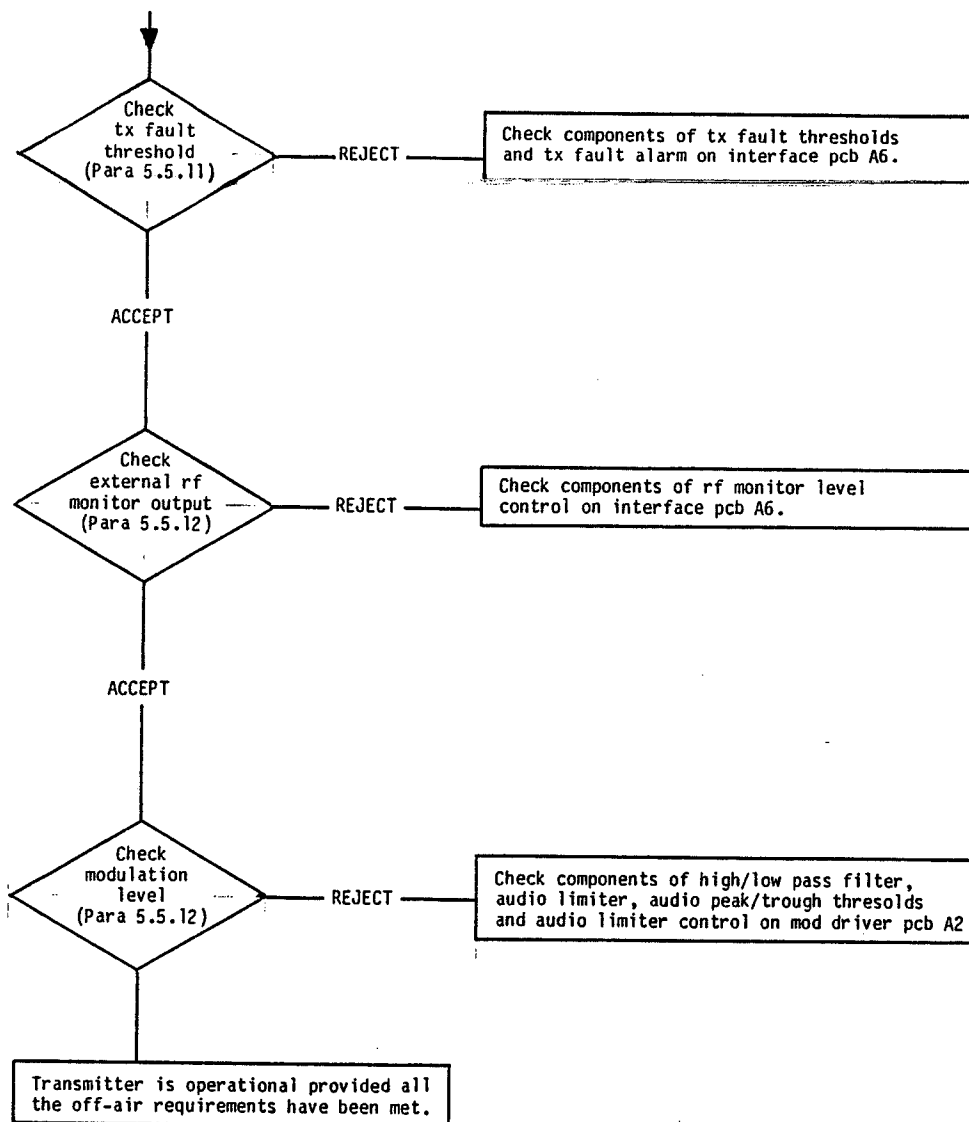 Check
tx fault
threshold
(Para 5.5.11)
REJECT
Check components of tx fault thresholds
and tx fault alarm on interface pcb A6.
ACCEPT
Check
external rf
monitor output
(Para 5.5.12)
REJECT
Check components of rf monitor level
control on interface pcb A6.
ACCEPT
Check
modulation
level
(Para 5.5.12)
REJECT
Check components of high/low pass filter,
audio limiter, audio peak/trough thresolds
and audio limiter control on mod driver pcb A2
Transmitter is operational provided all
the off-air requirements have been met.